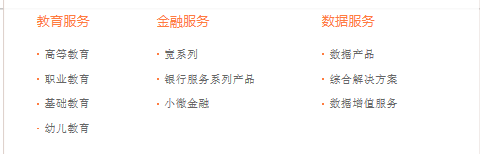 教育服务
高等教育
职业教育
基础教育
幼儿教育
金融服务
宽系列
银行服务系列产品
小微金融
数据服务
数据产品
综合解决方案
数据增值服务